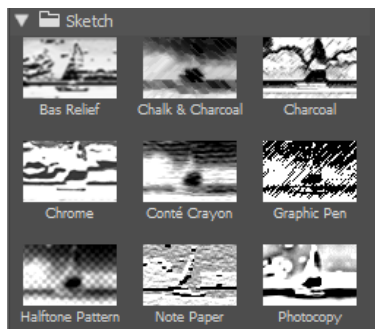 Sketch
Bas Relief
Chalk & Charcoal
Charcoal
Chrome
Conté Crayon
Graphic Pen
Halftone Pattern
Note Paper
Photocopy